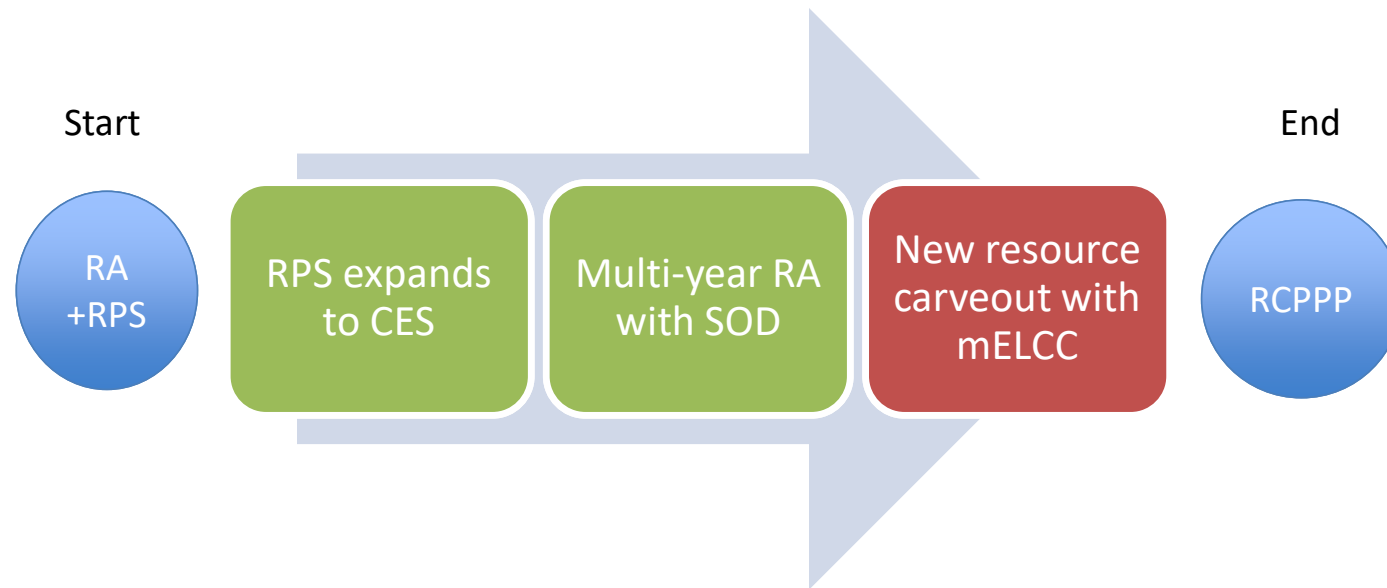 Start
End
RA
+RPS
RPS expands
to CES
Multi-year RA
with SOD
New resource
carveout with
mELCC
RCPPP